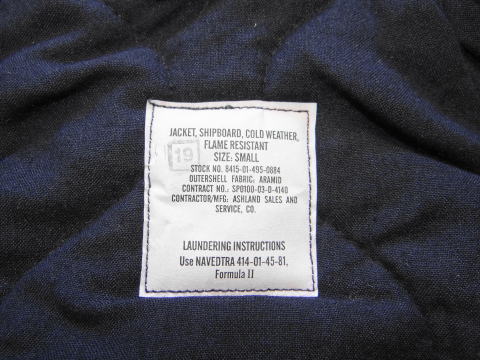 JACKET, SHIPBOARD, COLD WEATHER,
FLAME RESISTANT
SIZE: SMALL
19
STOCK NO. 8415-01-495-0884
OUTERSHELL FABRIC: ARAMID
CONTRACT NO.: SP0100-03-D-4140
CONTRACTOR/MFG: ASHLAND SALES AND
SERVICE, CO.
LAUNDERING INSTRUCTIONS
Use NAVEDTRA 414-01-45-81,
Formula II